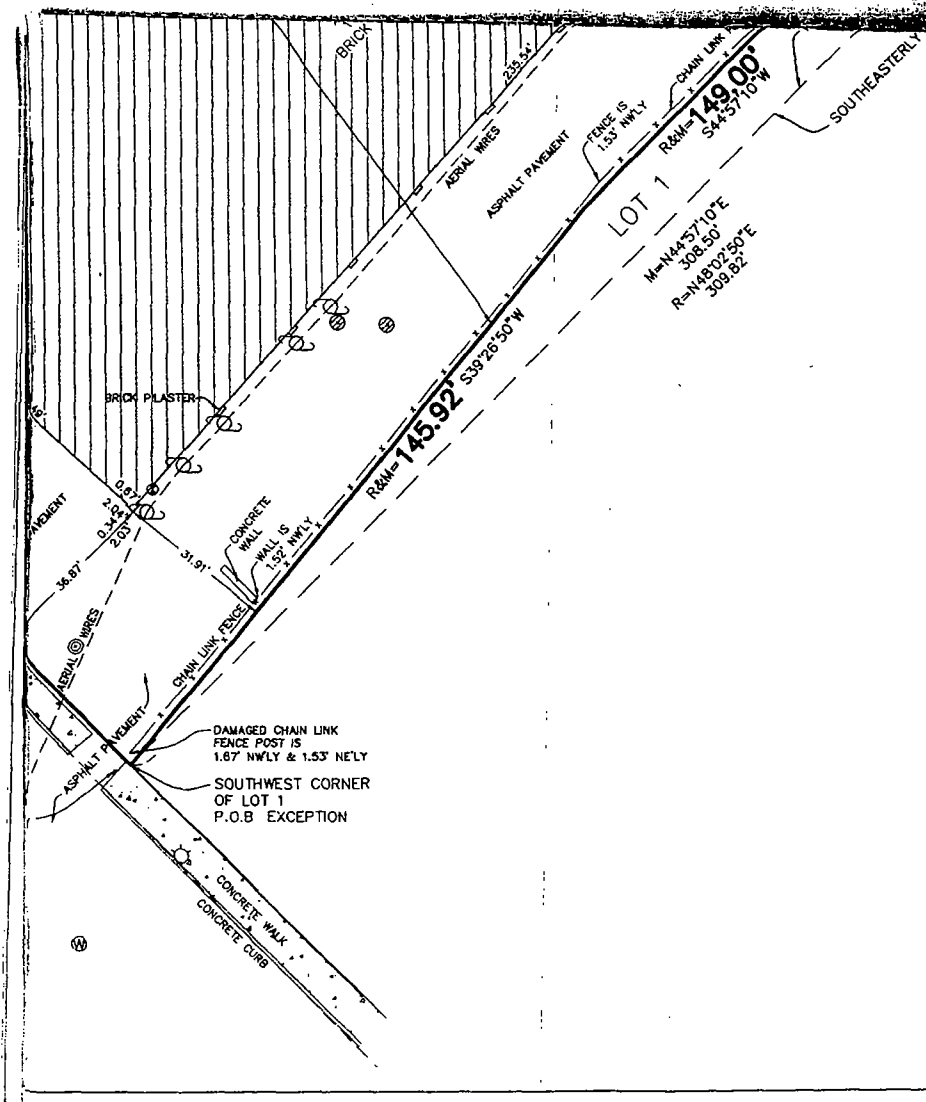 BRICK
235.54'
CHAIN LINK
SOUTHEASTERLY
R&M=149.00'
S44°57'10"W
FENCE IS
1.53' NW'LY
AERIAL WIRES
ASPHALT PAVEMENT
LOT 1
M=N44°57'10"E
308.50'
R=N48°02'50"E
309.82'
S39°26'50"W
R&M=145.92'
BRICK PILASTER
49'
PAVEMENT
0.67'
2.04'
0.34'
2.03'
36.87'
31.91'
CONCRETE
WALL
WALL IS
1.52' NW'LY
CHAIN LINK FENCE
AERIAL WIRES
ASPHALT PAVEMENT
DAMAGED CHAIN LINK
FENCE POST IS
1.67' NW'LY & 1.53' NE'LY
SOUTHWEST CORNER
OF LOT 1
P.O.B EXCEPTION
CONCRETE WALK
CONCRETE CURB
W